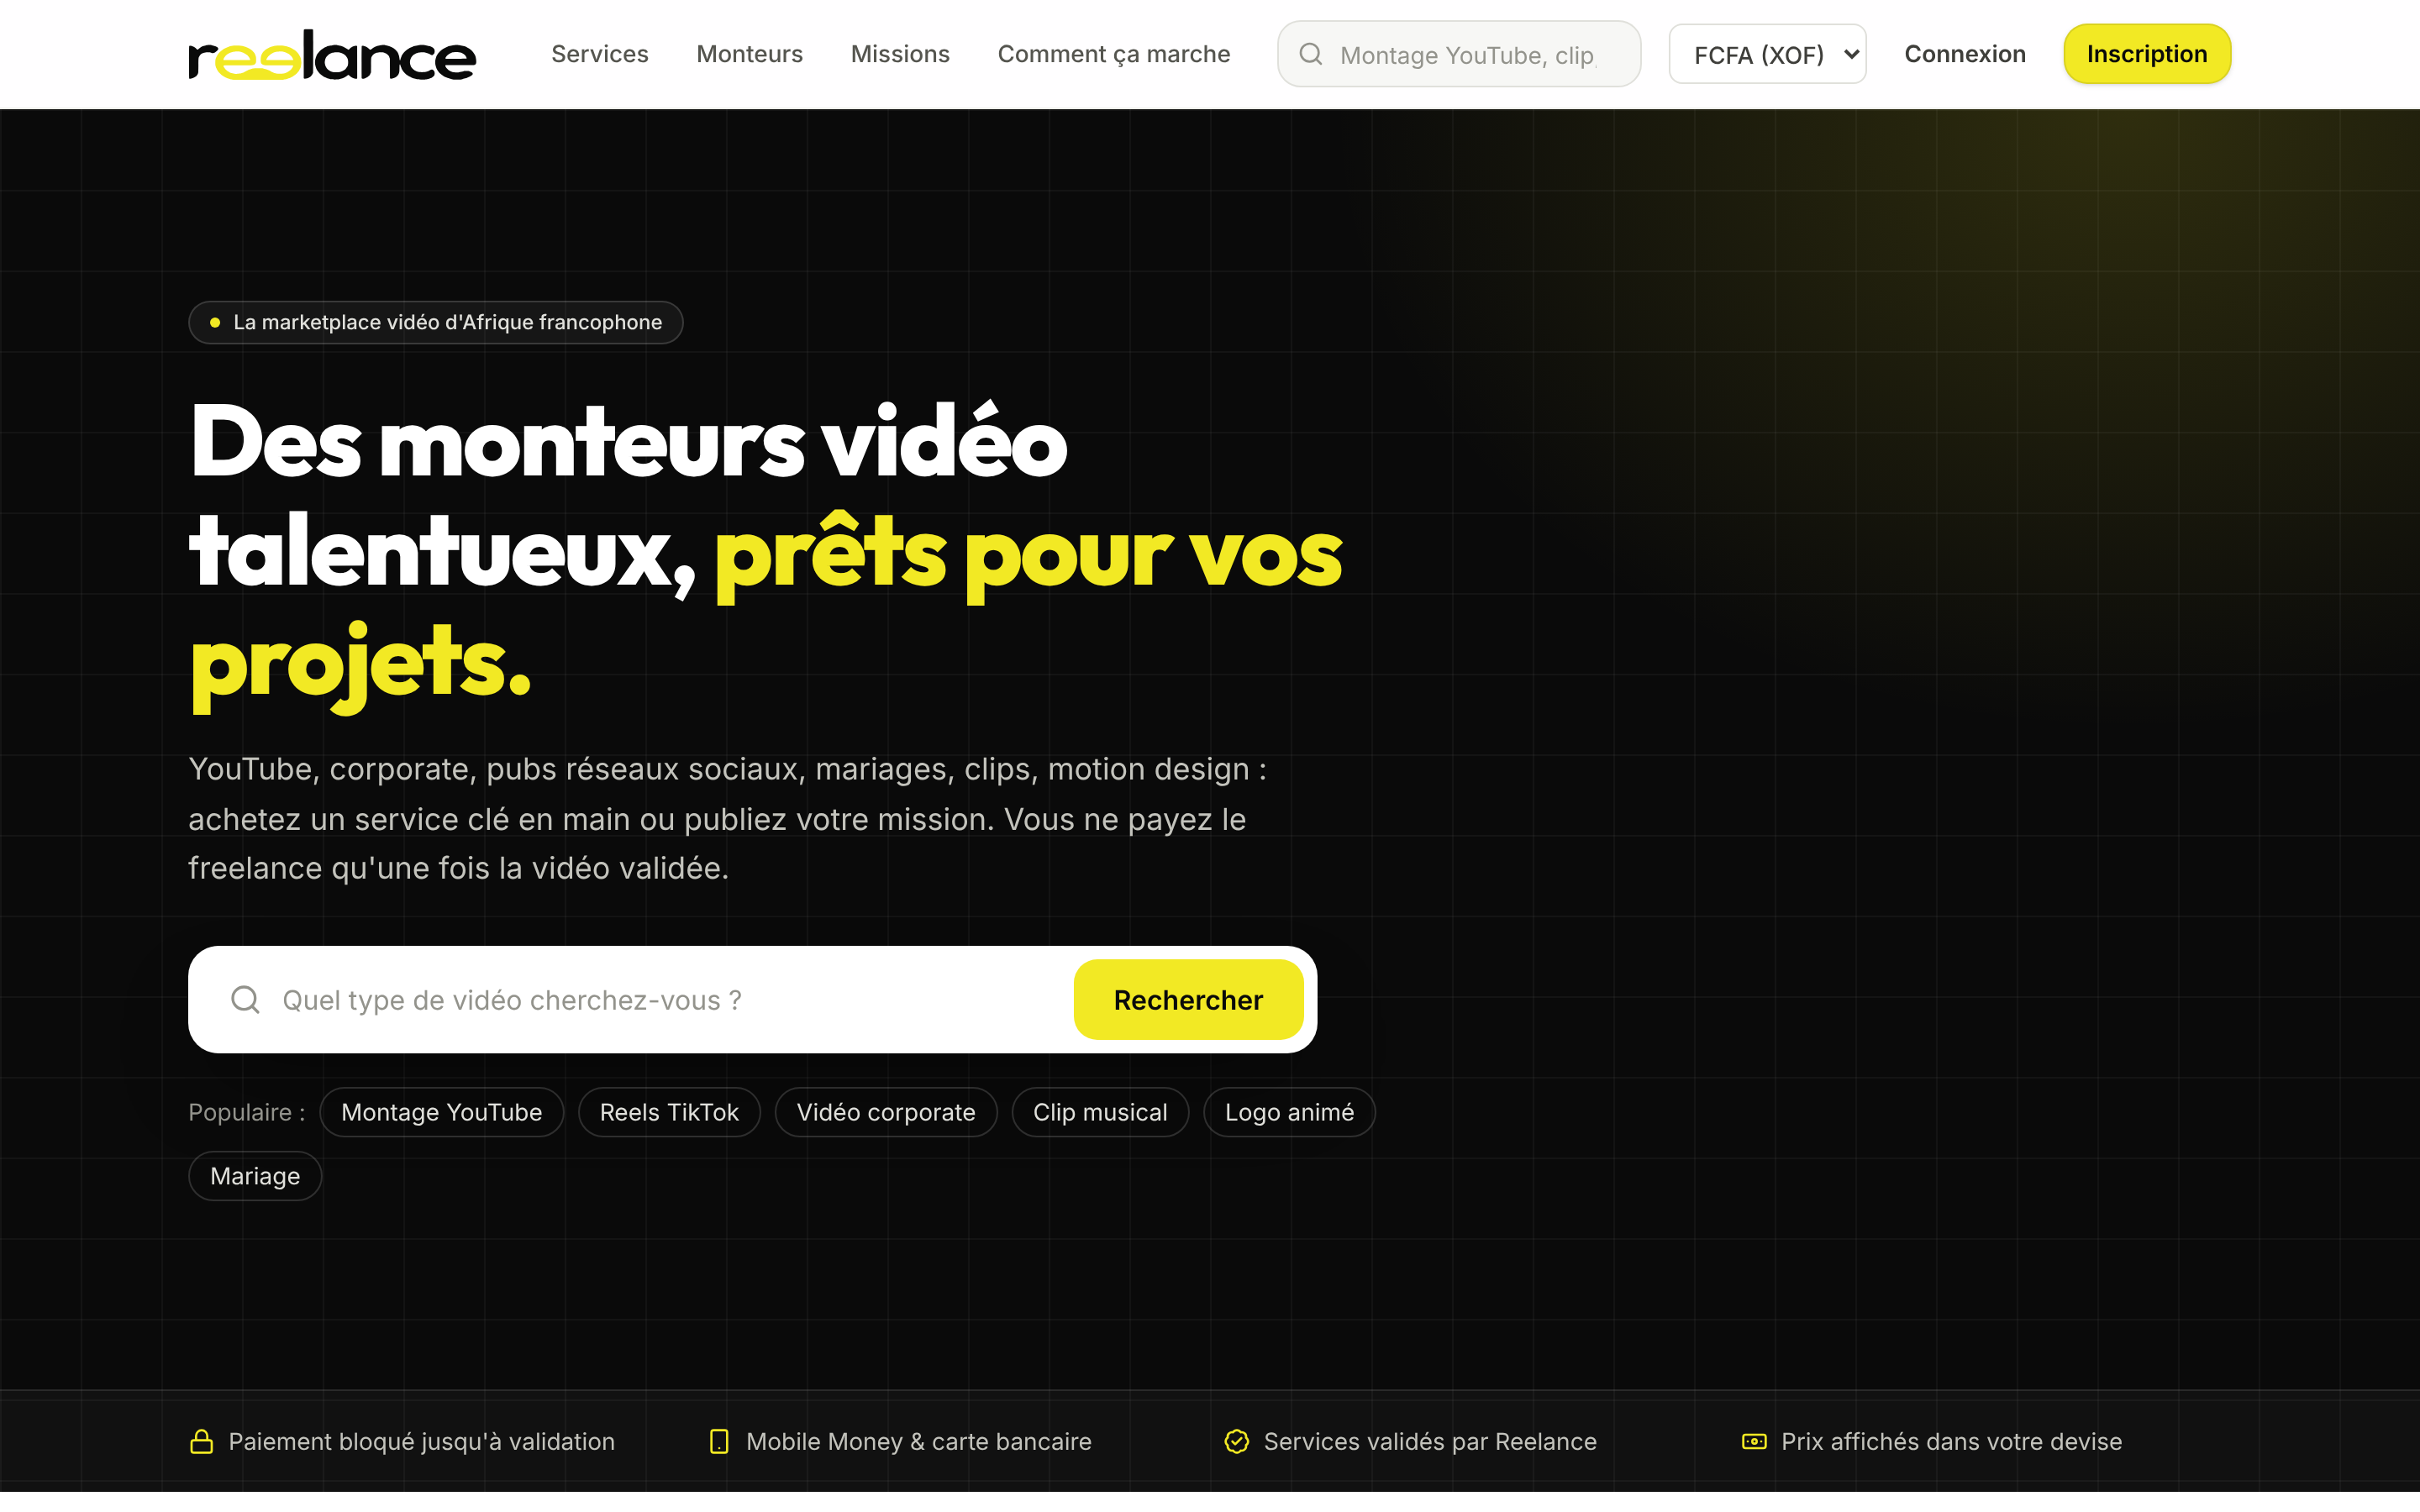 reelance
Services
Monteurs
Missions
Comment ça marche
Montage YouTube, clip,
FCFA (XOF)
Connexion
Inscription
La marketplace vidéo d'Afrique francophone
Des monteurs vidéo
talentueux, prêts pour vos
projets.
YouTube, corporate, pubs réseaux sociaux, mariages, clips, motion design :
achetez un service clé en main ou publiez votre mission. Vous ne payez le
freelance qu'une fois la vidéo validée.
Quel type de vidéo cherchez-vous ?
Rechercher
Populaire :
Montage YouTube
Reels TikTok
Vidéo corporate
Clip musical
Logo animé
Mariage
Paiement bloqué jusqu'à validation
Mobile Money & carte bancaire
Services validés par Reelance
Prix affichés dans votre devise